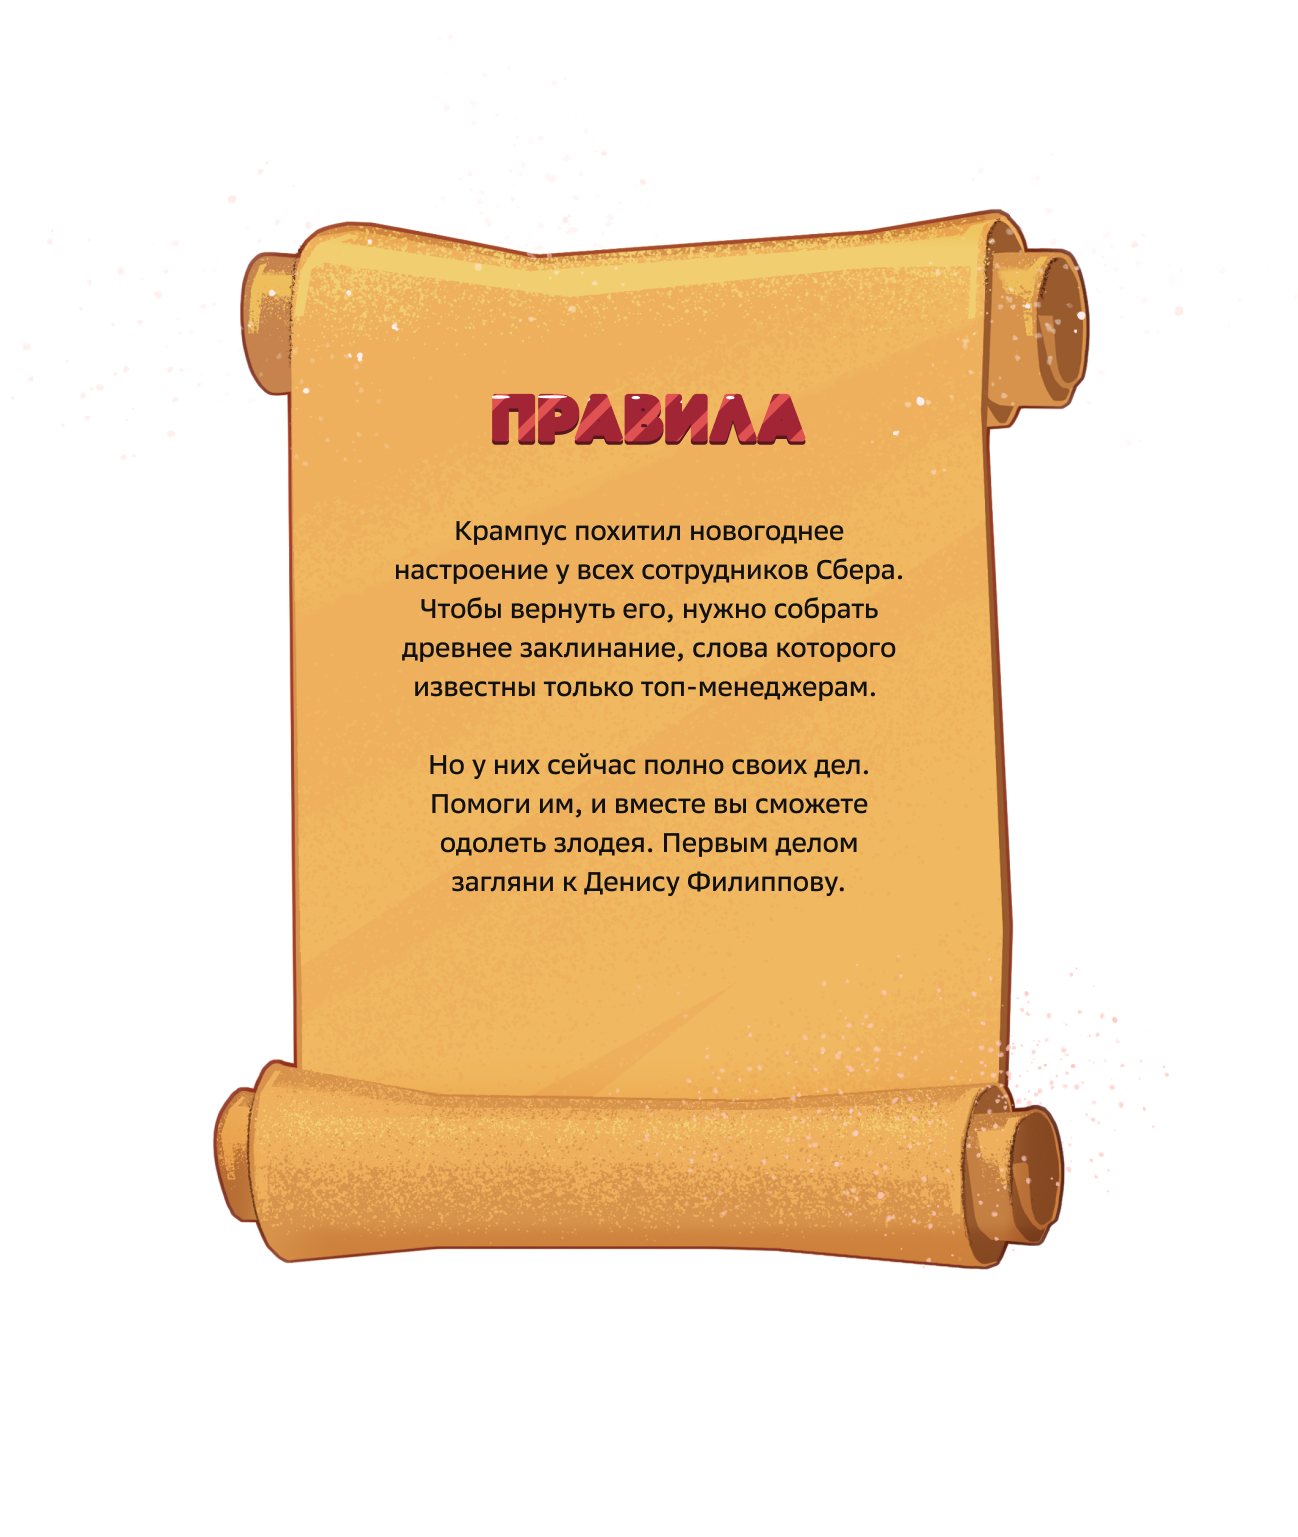 ПРАВИЛА
Крампус похитил новогоднее
настроение у всех сотрудников Сбера.
Чтобы вернуть его, нужно собрать
древнее заклинание, слова которого
известны только топ-менеджерам.
Но у них сейчас полно своих дел.
Помоги им, и вместе вы сможете
одолеть злодея. Первым делом
загляни к Денису Филиппову.